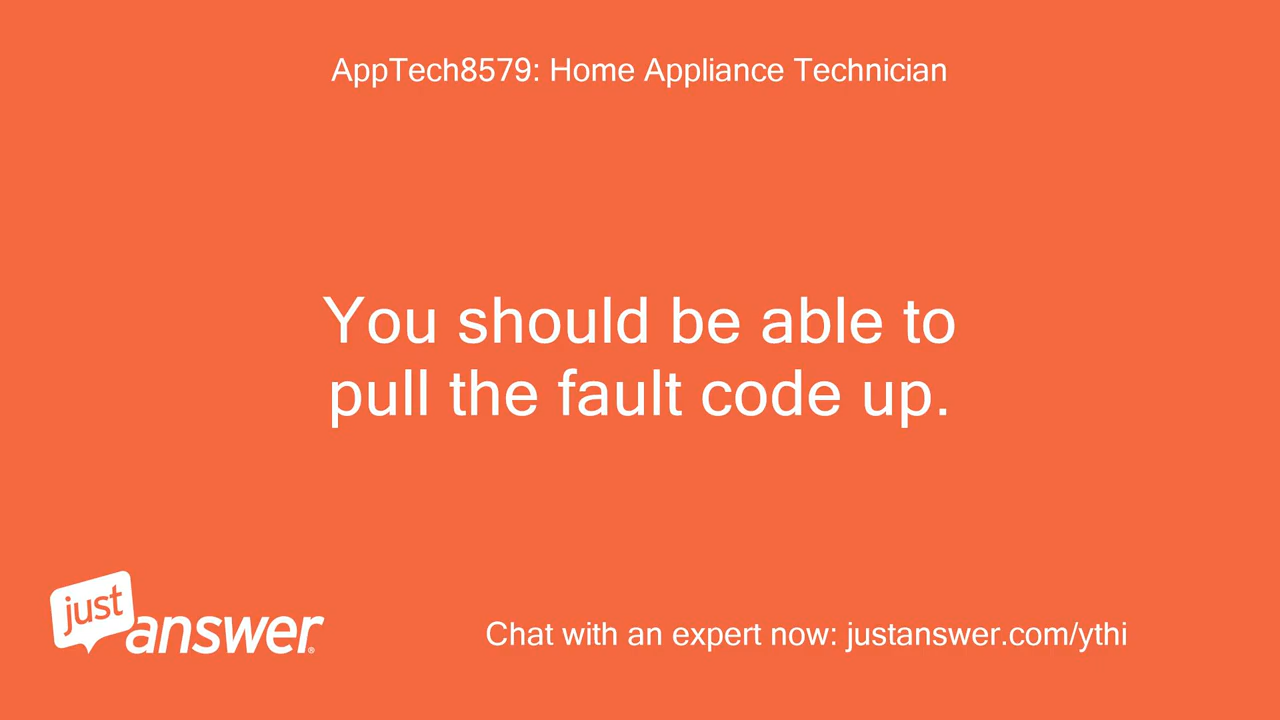 AppTech8579: Home Appliance Technician
You should be able to
pull the fault code up.
just
answer®
Chat with an expert now: justanswer.com/ythi